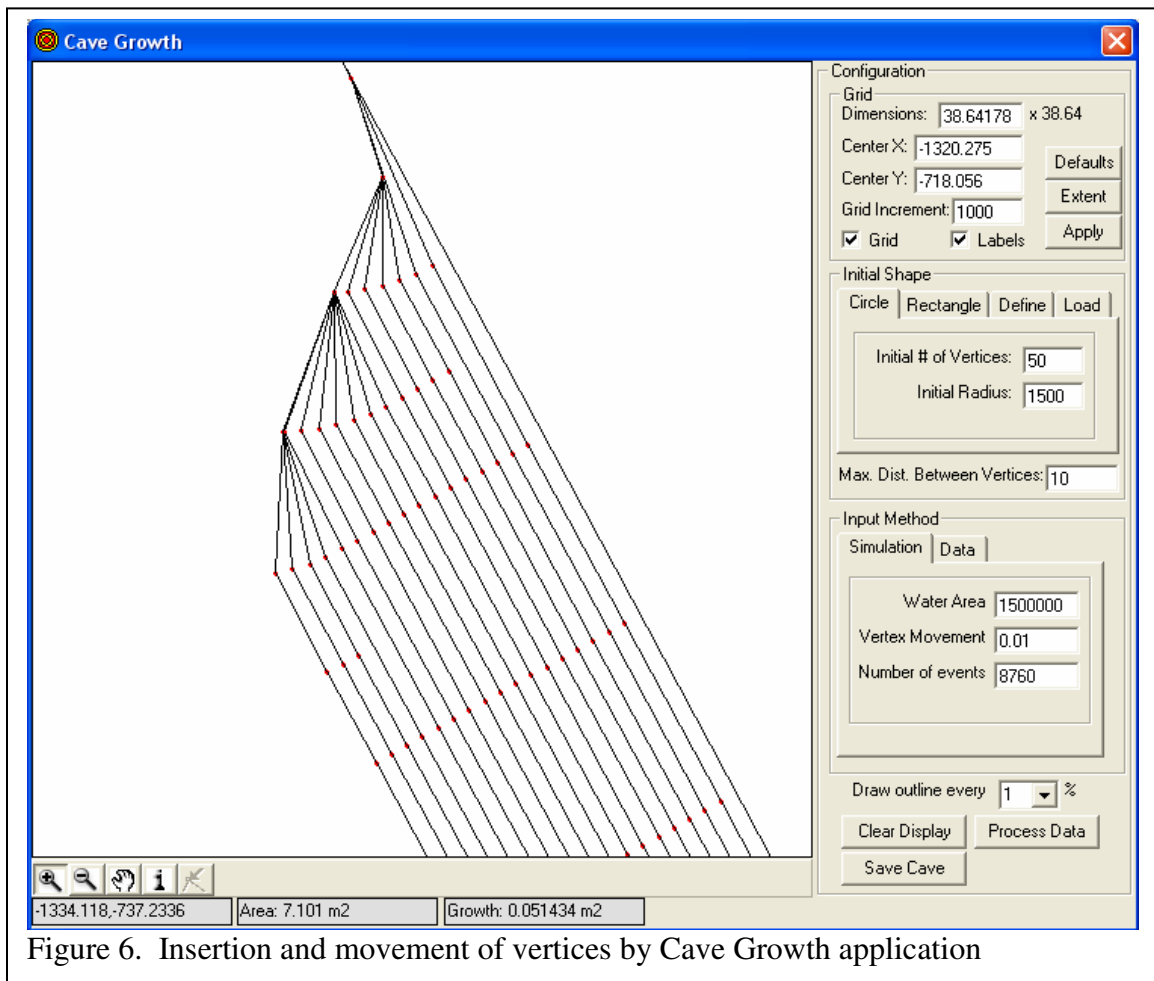 Cave Growth
Configuration
Grid
Dimensions: 38.64178 x 38.64
Center X: -1320.275
Defaults
Center Y: -718.056
Extent
Grid Increment: 1000
Grid Labels Apply
Initial Shape
Circle Rectangle Define Load
Initial # of Vertices: 50
Initial Radius: 1500
Max. Dist. Between Vertices: 10
Input Method
Simulation Data
Water Area 1500000
Vertex Movement 0.01
Number of events 8760
Draw outline every 1 %
Clear Display Process Data
Save Cave
-1334.118,-737.2336 Area: 7.101 m2 Growth: 0.051434 m2
Figure 6. Insertion and movement of vertices by Cave Growth application